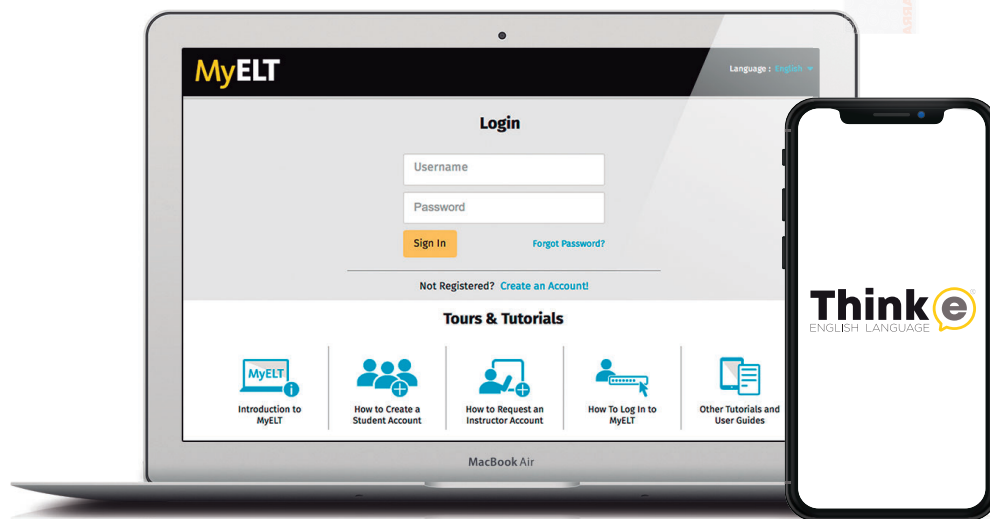 MyELT
Language : English
Login
Username
Password
Sign In
Forgot Password?
Not Registered? Create an Account!
Tours & Tutorials
MyELT
Introduction to
MyELT
How to Create a
Student Account
How to Request an
Instructor Account
How To Log In to
MyELT
Other Tutorials and
User Guides
MacBook Air
Think e
ENGLISH LANGUAGE